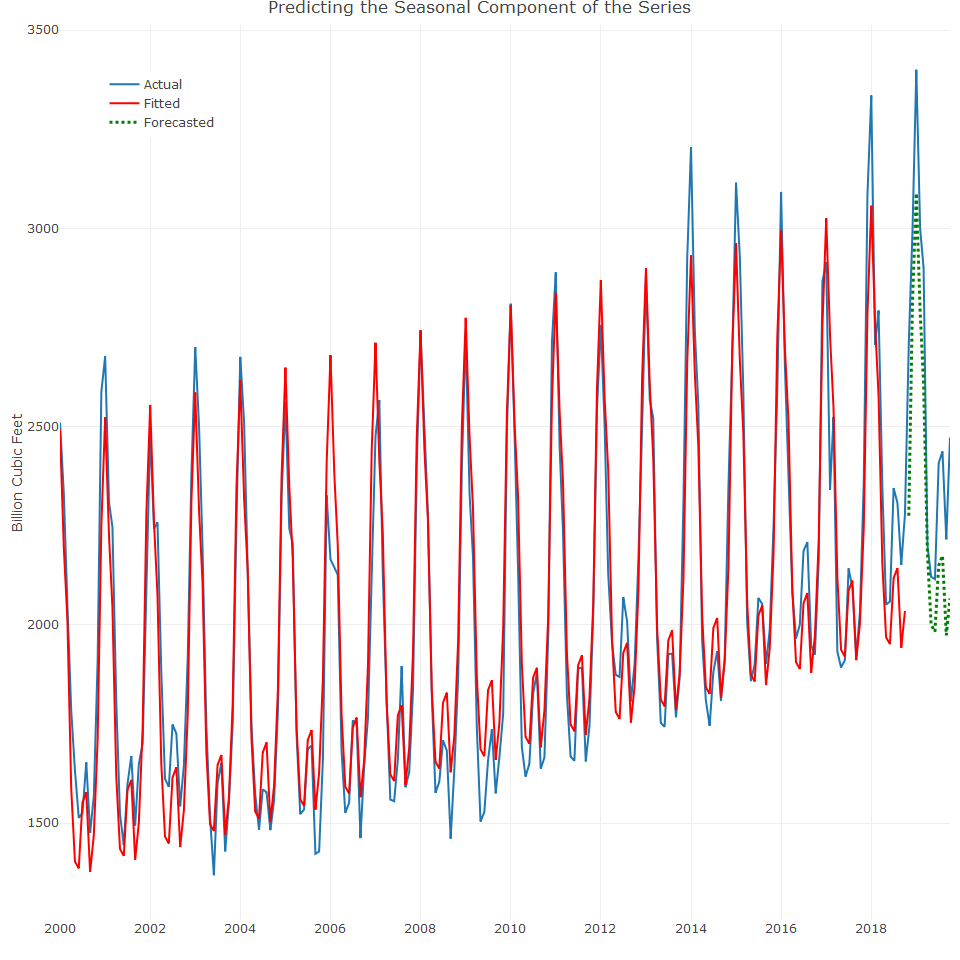 Predicting the Seasonal Component of the Series
3500
3000
2500
2000
1500
Billion Cubic Feet
Actual
Fitted
Forecasted
2000 2002 2004 2006 2008 2010 2012 2014 2016 2018